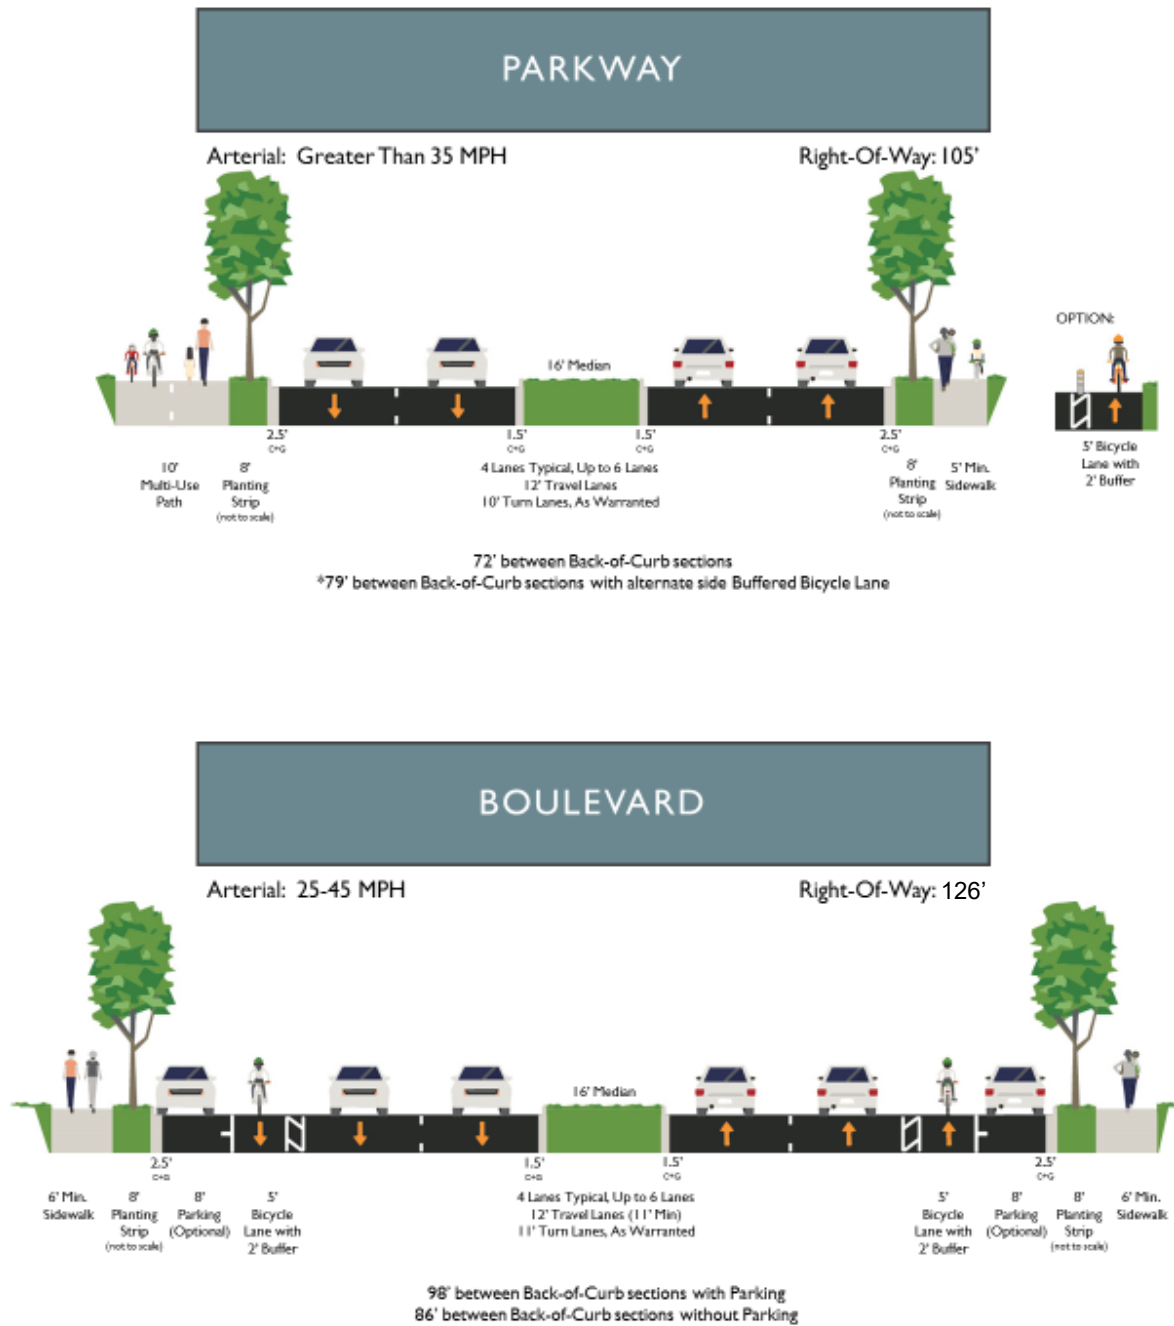 PARKWAY
Arterial: Greater Than 35 MPH
Right-Of-Way: 105'
OPTION:
16' Median
2.5'
C+G
1.5'
C+G
1.5'
C+G
2.5'
C+G
10'
Multi-Use
Path
8'
Planting
Strip
(not to scale)
4 Lanes Typical, Up to 6 Lanes
12' Travel Lanes
10' Turn Lanes, As Warranted
8'
Planting
Strip
(not to scale)
5' Min.
Sidewalk
5' Bicycle
Lane with
2' Buffer
72' between Back-of-Curb sections
*79' between Back-of-Curb sections with alternate side Buffered Bicycle Lane
BOULEVARD
Arterial: 25-45 MPH
Right-Of-Way: 126'
16' Median
2.5'
C+G
1.5'
C+G
1.5'
C+G
2.5'
C+G
6' Min.
Sidewalk
8'
Planting
Strip
(not to scale)
8'
Parking
(Optional)
5'
Bicycle
Lane with
2' Buffer
4 Lanes Typical, Up to 6 Lanes
12' Travel Lanes (11' Min)
11' Turn Lanes, As Warranted
5'
Bicycle
Lane with
2' Buffer
8'
Parking
(Optional)
8'
Planting
Strip
(not to scale)
6' Min.
Sidewalk
98' between Back-of-Curb sections with Parking
86' between Back-of-Curb sections without Parking